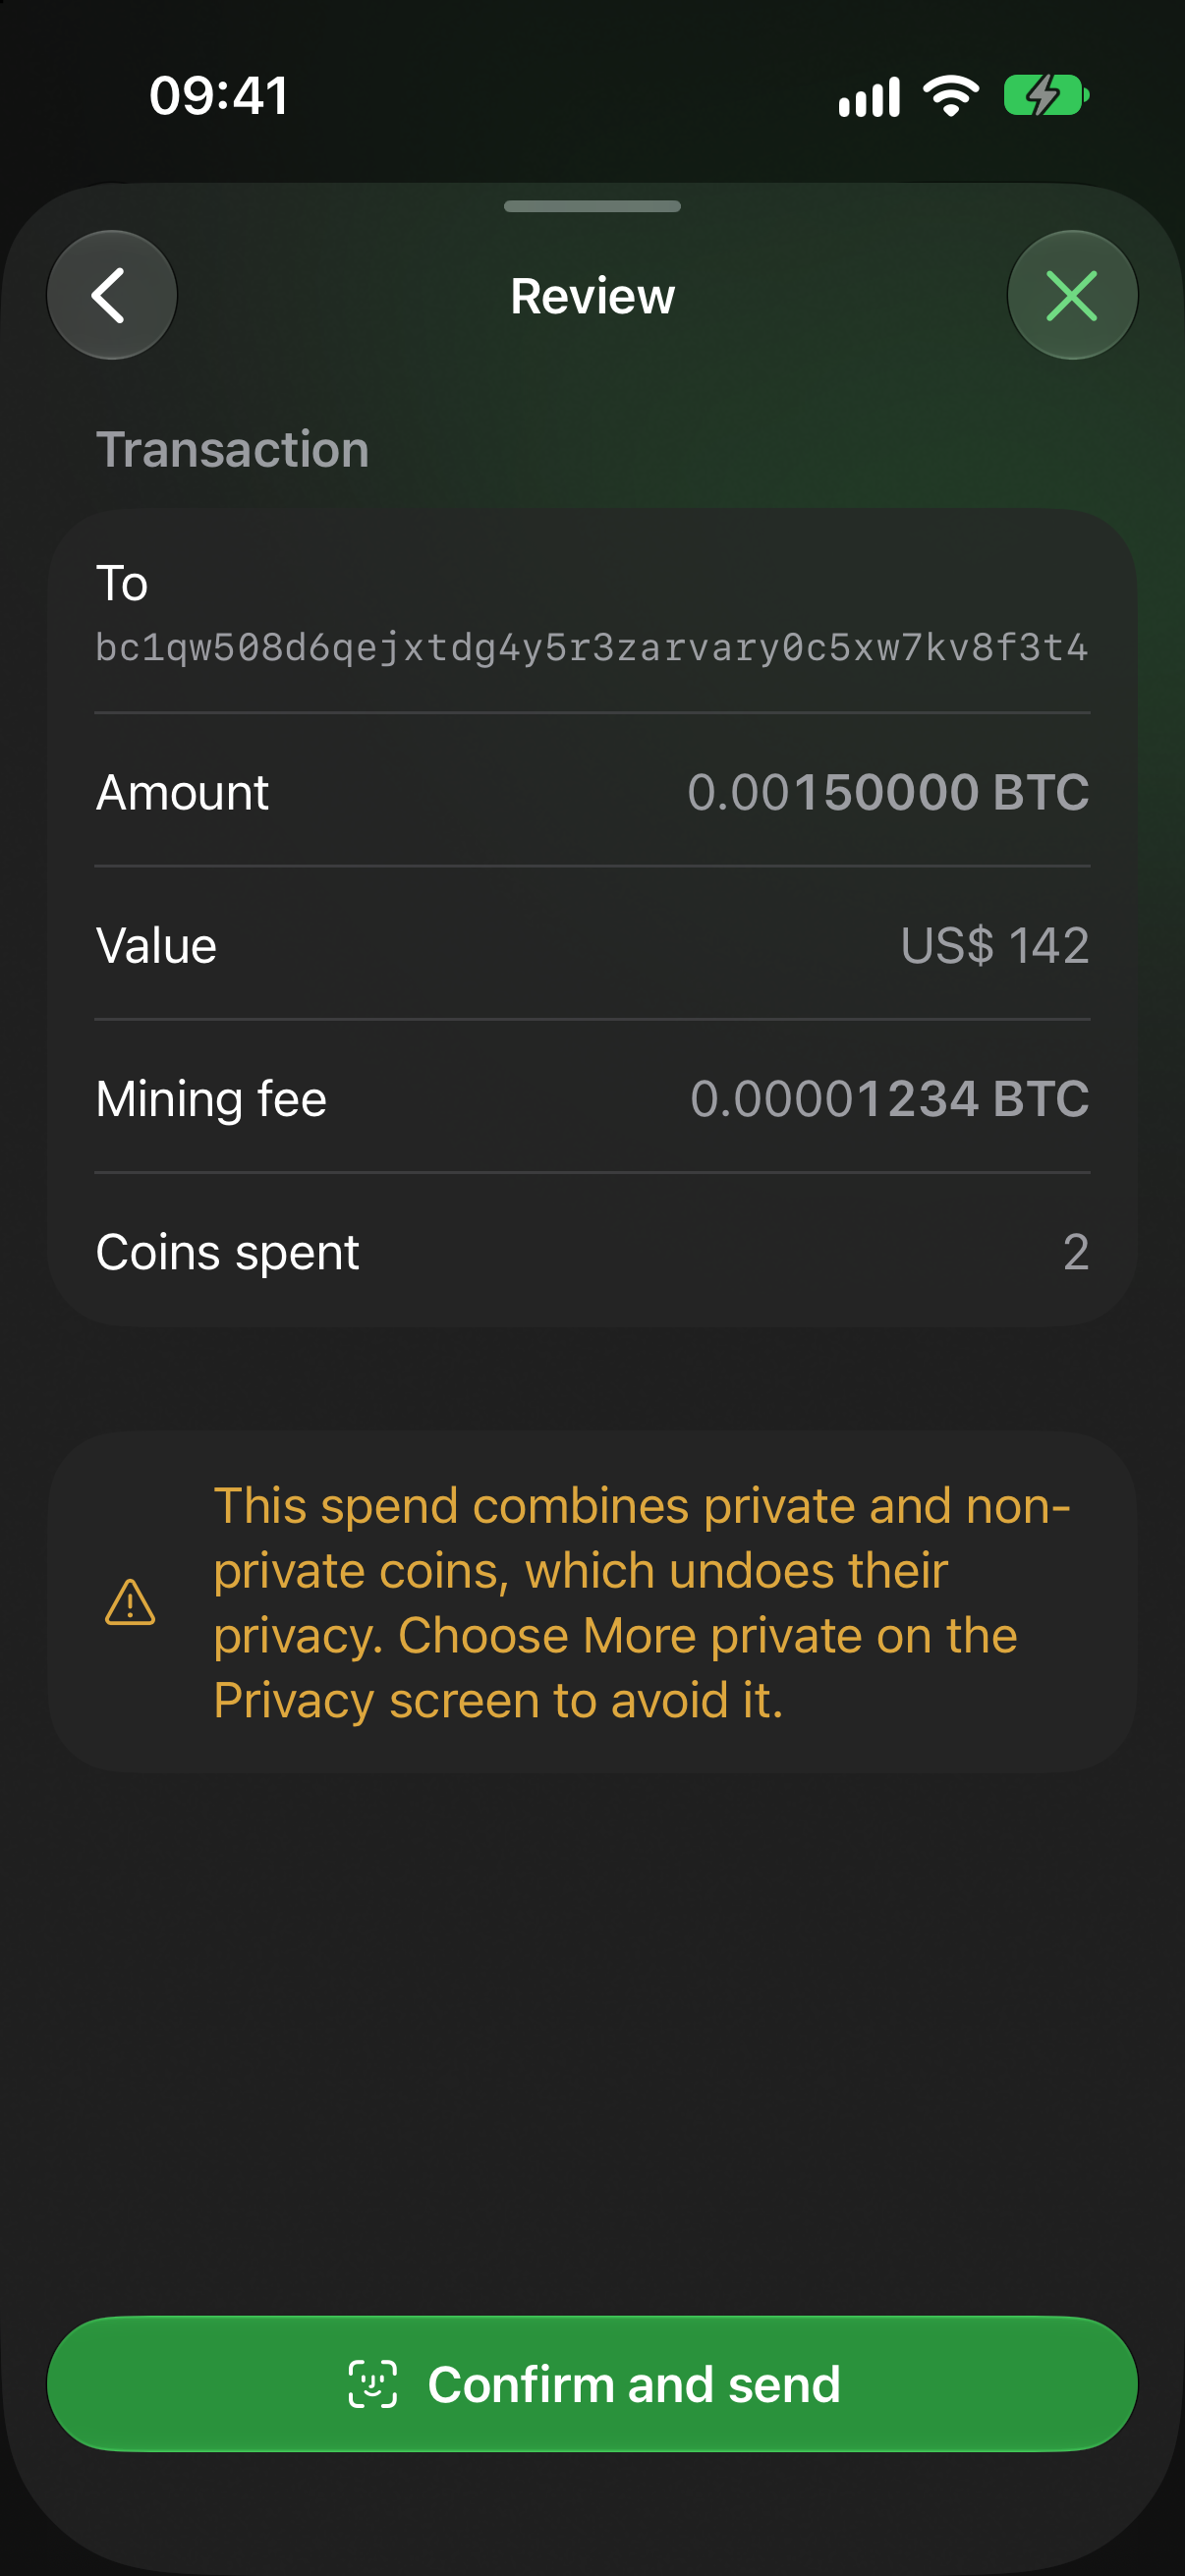 09:41
Review
Transaction
To
bc1qw508d6qejxtdg4y5r3zarvary0c5xw7kv8f3t4
Amount
0.00150000 BTC
Value
US$ 142
Mining fee
0.00001234 BTC
Coins spent
2
This spend combines private and non-
private coins, which undoes their
privacy. Choose More private on the
Privacy screen to avoid it.
Confirm and send